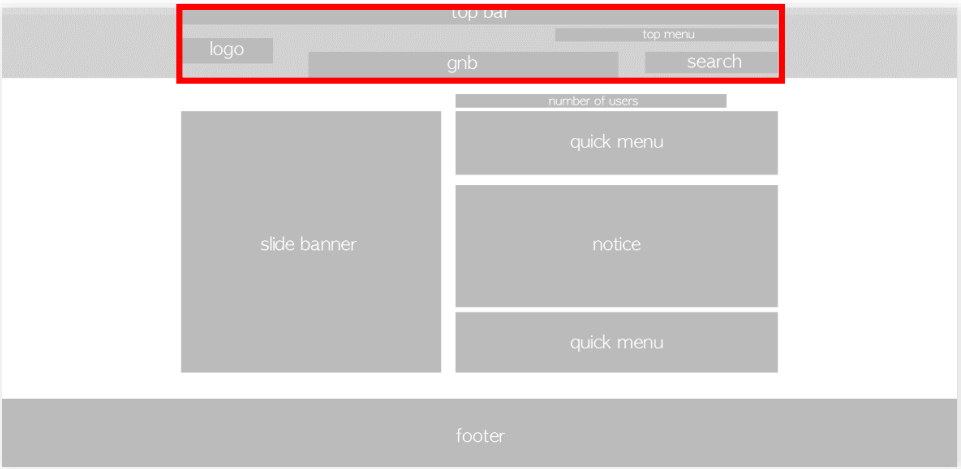 top bar
top menu
logo
gnb
search
number of users
quick menu
slide banner
notice
quick menu
footer